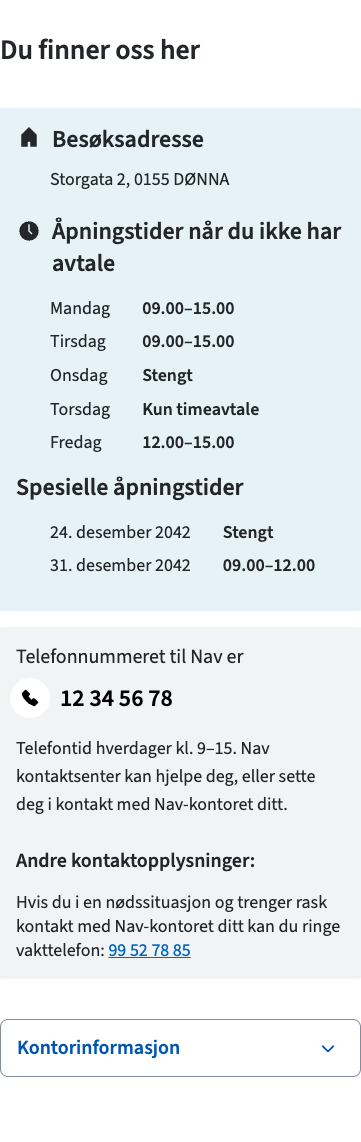 Du finner oss her
Besøksadresse
Storgata 2, 0155 DØNNA
Åpningstider når du ikke har
avtale
Mandag 09.00–15.00
Tirsdag 09.00–15.00
Onsdag Stengt
Torsdag Kun timeavtale
Fredag 12.00–15.00
Spesielle åpningstider
24. desember 2042 Stengt
31. desember 2042 09.00–12.00
Telefonnummeret til Nav er
12 34 56 78
Telefontid hverdager kl. 9–15. Nav
kontaktsenter kan hjelpe deg, eller sette
deg i kontakt med Nav-kontoret ditt.
Andre kontaktopplysninger:
Hvis du i en nødssituasjon og trenger rask
kontakt med Nav-kontoret ditt kan du ringe
vakttelefon: 99 52 78 85
Kontorinformasjon